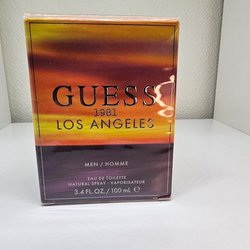 GUESS
1981
LOS ANGELES
MEN / HOMME
EAU DE TOILETTE
NATURAL SPRAY - VAPORISATEUR
3.4 FL.OZ. / 100 mL ℮